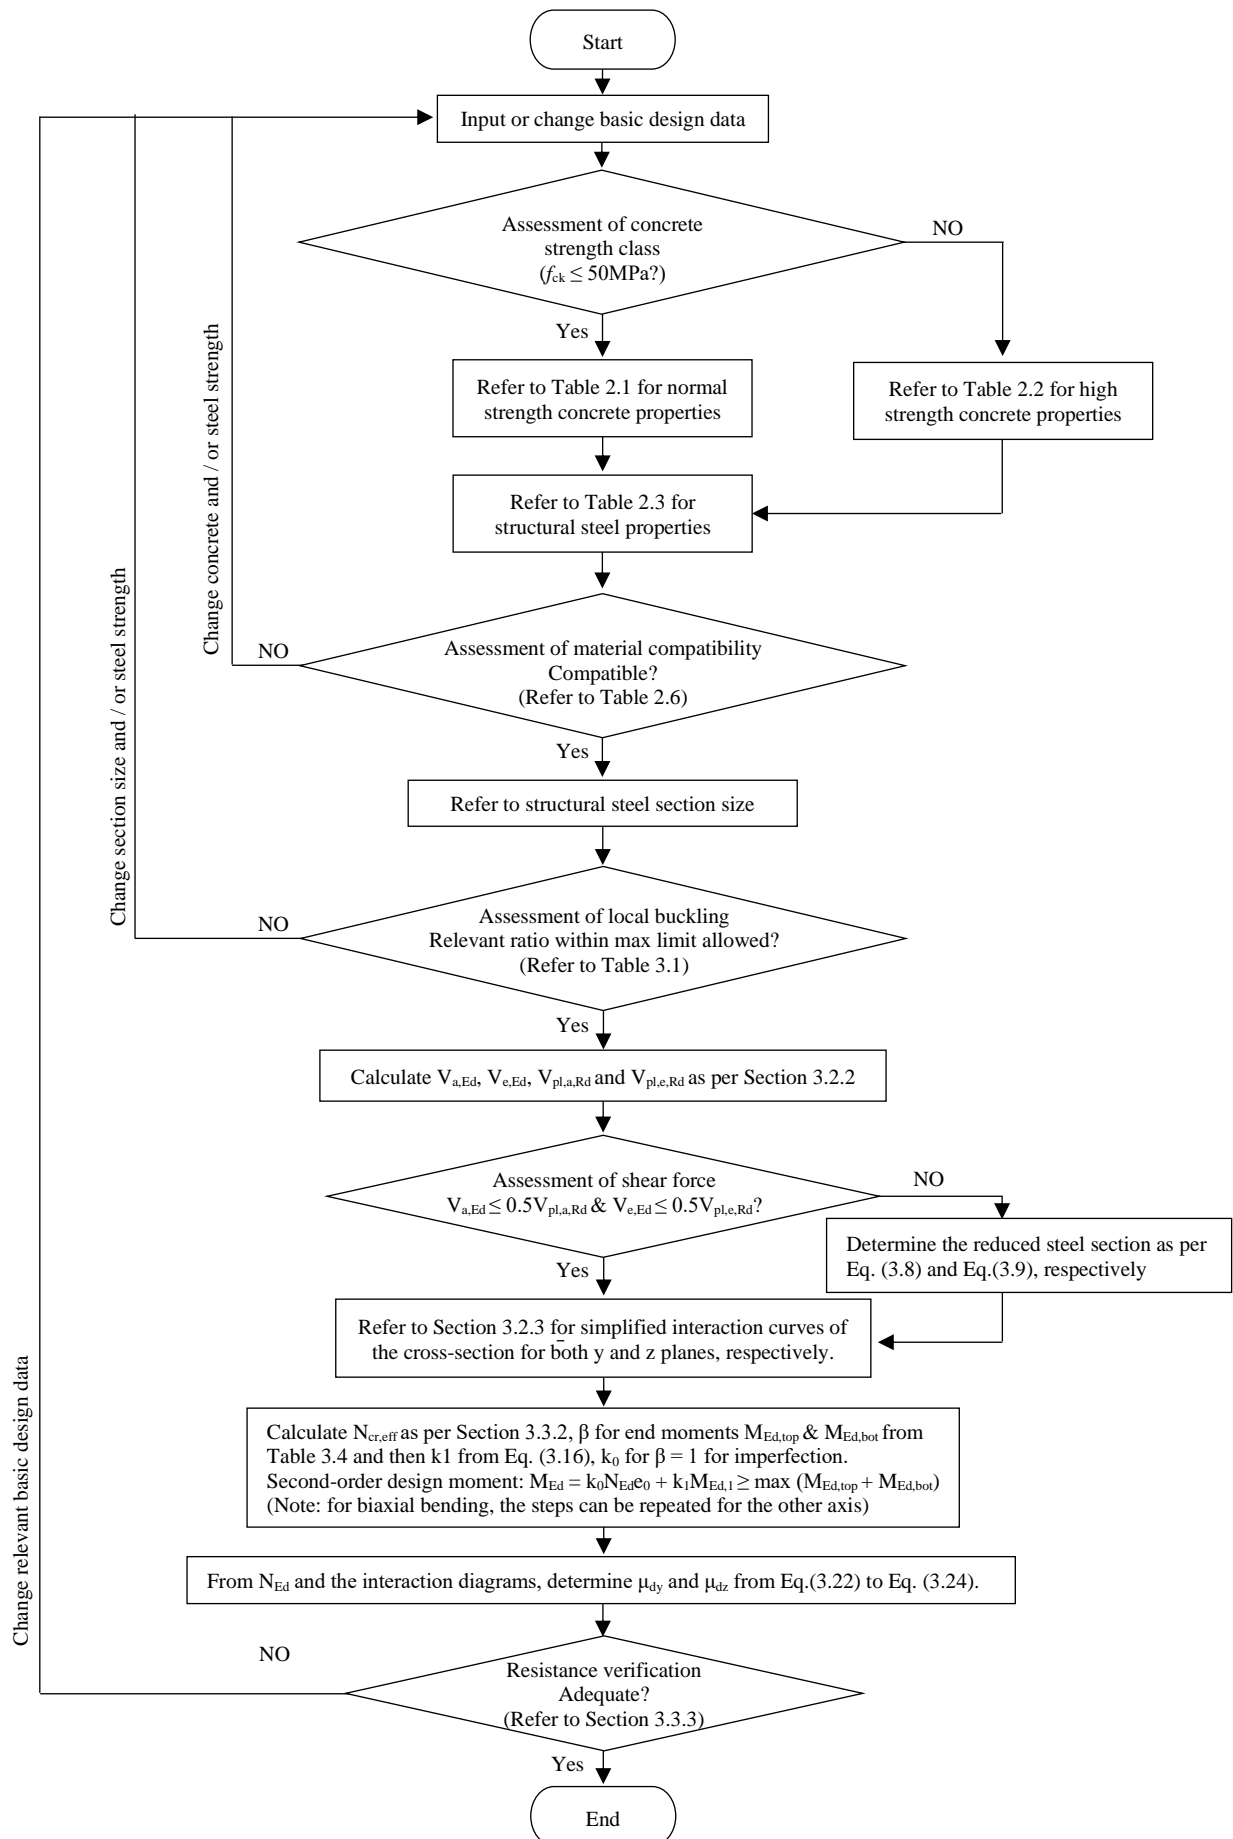 Start
Input or change basic design data
Assessment of concrete
strength class
(fck ≤ 50MPa?)
NO
Yes
Refer to Table 2.1 for normal
strength concrete properties
Refer to Table 2.2 for high
strength concrete properties
Refer to Table 2.3 for
structural steel properties
Change concrete and / or steel strength
Assessment of material compatibility
Compatible?
(Refer to Table 2.6)
NO
Yes
Change section size and / or steel strength
Refer to structural steel section size
Assessment of local buckling
Relevant ratio within max limit allowed?
(Refer to Table 3.1)
NO
Yes
Calculate Va,Ed, Ve,Ed, Vpl,a,Rd and Vpl,e,Rd as per Section 3.2.2
Assessment of shear force
Va,Ed ≤ 0.5Vpl,a,Rd & Ve,Ed ≤ 0.5Vpl,e,Rd?
NO
Yes
Determine the reduced steel section as per
Eq. (3.8) and Eq.(3.9), respectively
Refer to Section 3.2.3 for simplified interaction curves of
the cross-section for both y and z planes, respectively.
Calculate Ncr,eff as per Section 3.3.2, β for end moments MEd,top & MEd,bot from
Table 3.4 and then k1 from Eq. (3.16), k0 for β = 1 for imperfection.
Second-order design moment: MEd = k0NEde0 + k1MEd,1 ≥ max (MEd,top + MEd,bot)
(Note: for biaxial bending, the steps can be repeated for the other axis)
Change relevant basic design data
From NEd and the interaction diagrams, determine μdy and μdz from Eq.(3.22) to Eq. (3.24).
NO
Resistance verification
Adequate?
(Refer to Section 3.3.3)
Yes
End